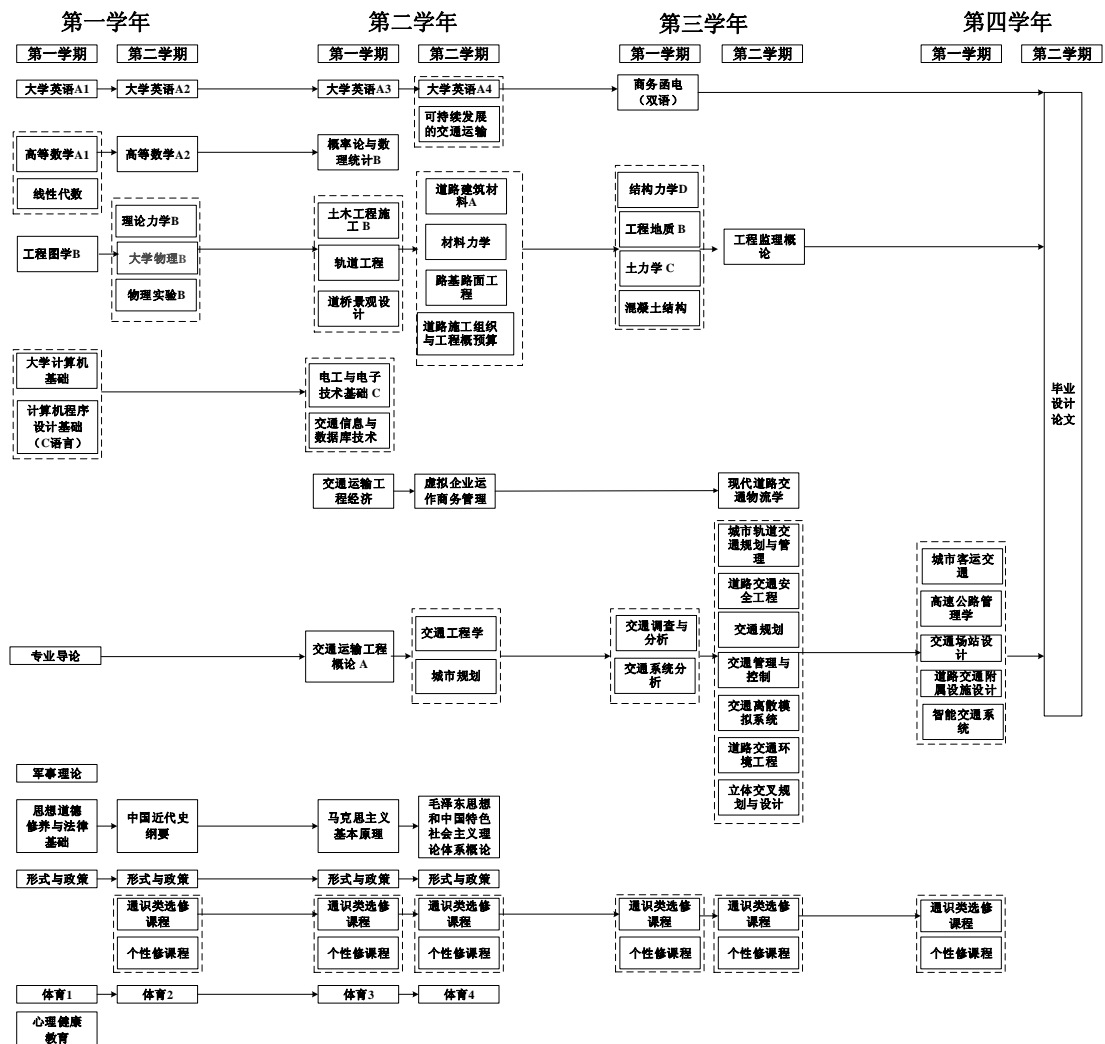 第一学年
第二学年
第三学年
第四学年
第一学期
第二学期
第一学期
第二学期
第一学期
第二学期
第一学期
第二学期
大学英语A1
大学英语A2
大学英语A3
大学英语A4
商务函电
（双语）
可持续发展
的交通运输
高等数学A1
高等数学A2
概率论与数
理统计B
线性代数
工程图学B
理论力学B
大学物理B
物理实验B
土木工程施
工 B
轨道工程
道桥景观设
计
道路建筑材
料A
材料力学
路基路面工
程
道路施工组织
与工程概预算
结构力学D
工程地质 B
土力学 C
混凝土结构
工程监理概
论
大学计算机
基础
计算机程序
设计基础
（C语言）
电工与电子
技术基础 C
交通信息与
数据库技术
毕业
设计
论文
交通运输工
程经济
虚拟企业运
作商务管理
现代道路交
通物流学
专业导论
交通运输工程
概论 A
交通工程学
城市规划
交通调查与
分析
交通系统分
析
城市轨道交
通规划与管
理
道路交通安
全工程
交通规划
交通管理与
控制
交通离散模
拟系统
道路交通环
境工程
立体交叉规
划与设计
城市客运交
通
高速公路管
理学
交通场站设
计
道路交通附
属设施设计
智能交通系
统
军事理论
思想道德
修养与法律
基础
中国近代史
纲要
马克思主义
基本原理
毛泽东思想
和中国特色
社会主义理
论体系概论
形式与政策
形式与政策
形式与政策
形式与政策
通识类选修
课程
通识类选修
课程
通识类选修
课程
通识类选修
课程
通识类选修
课程
通识类选修
课程
个性修课程
个性修课程
个性修课程
个性修课程
个性修课程
个性修课程
体育1
体育2
体育3
体育4
心理健康
教育